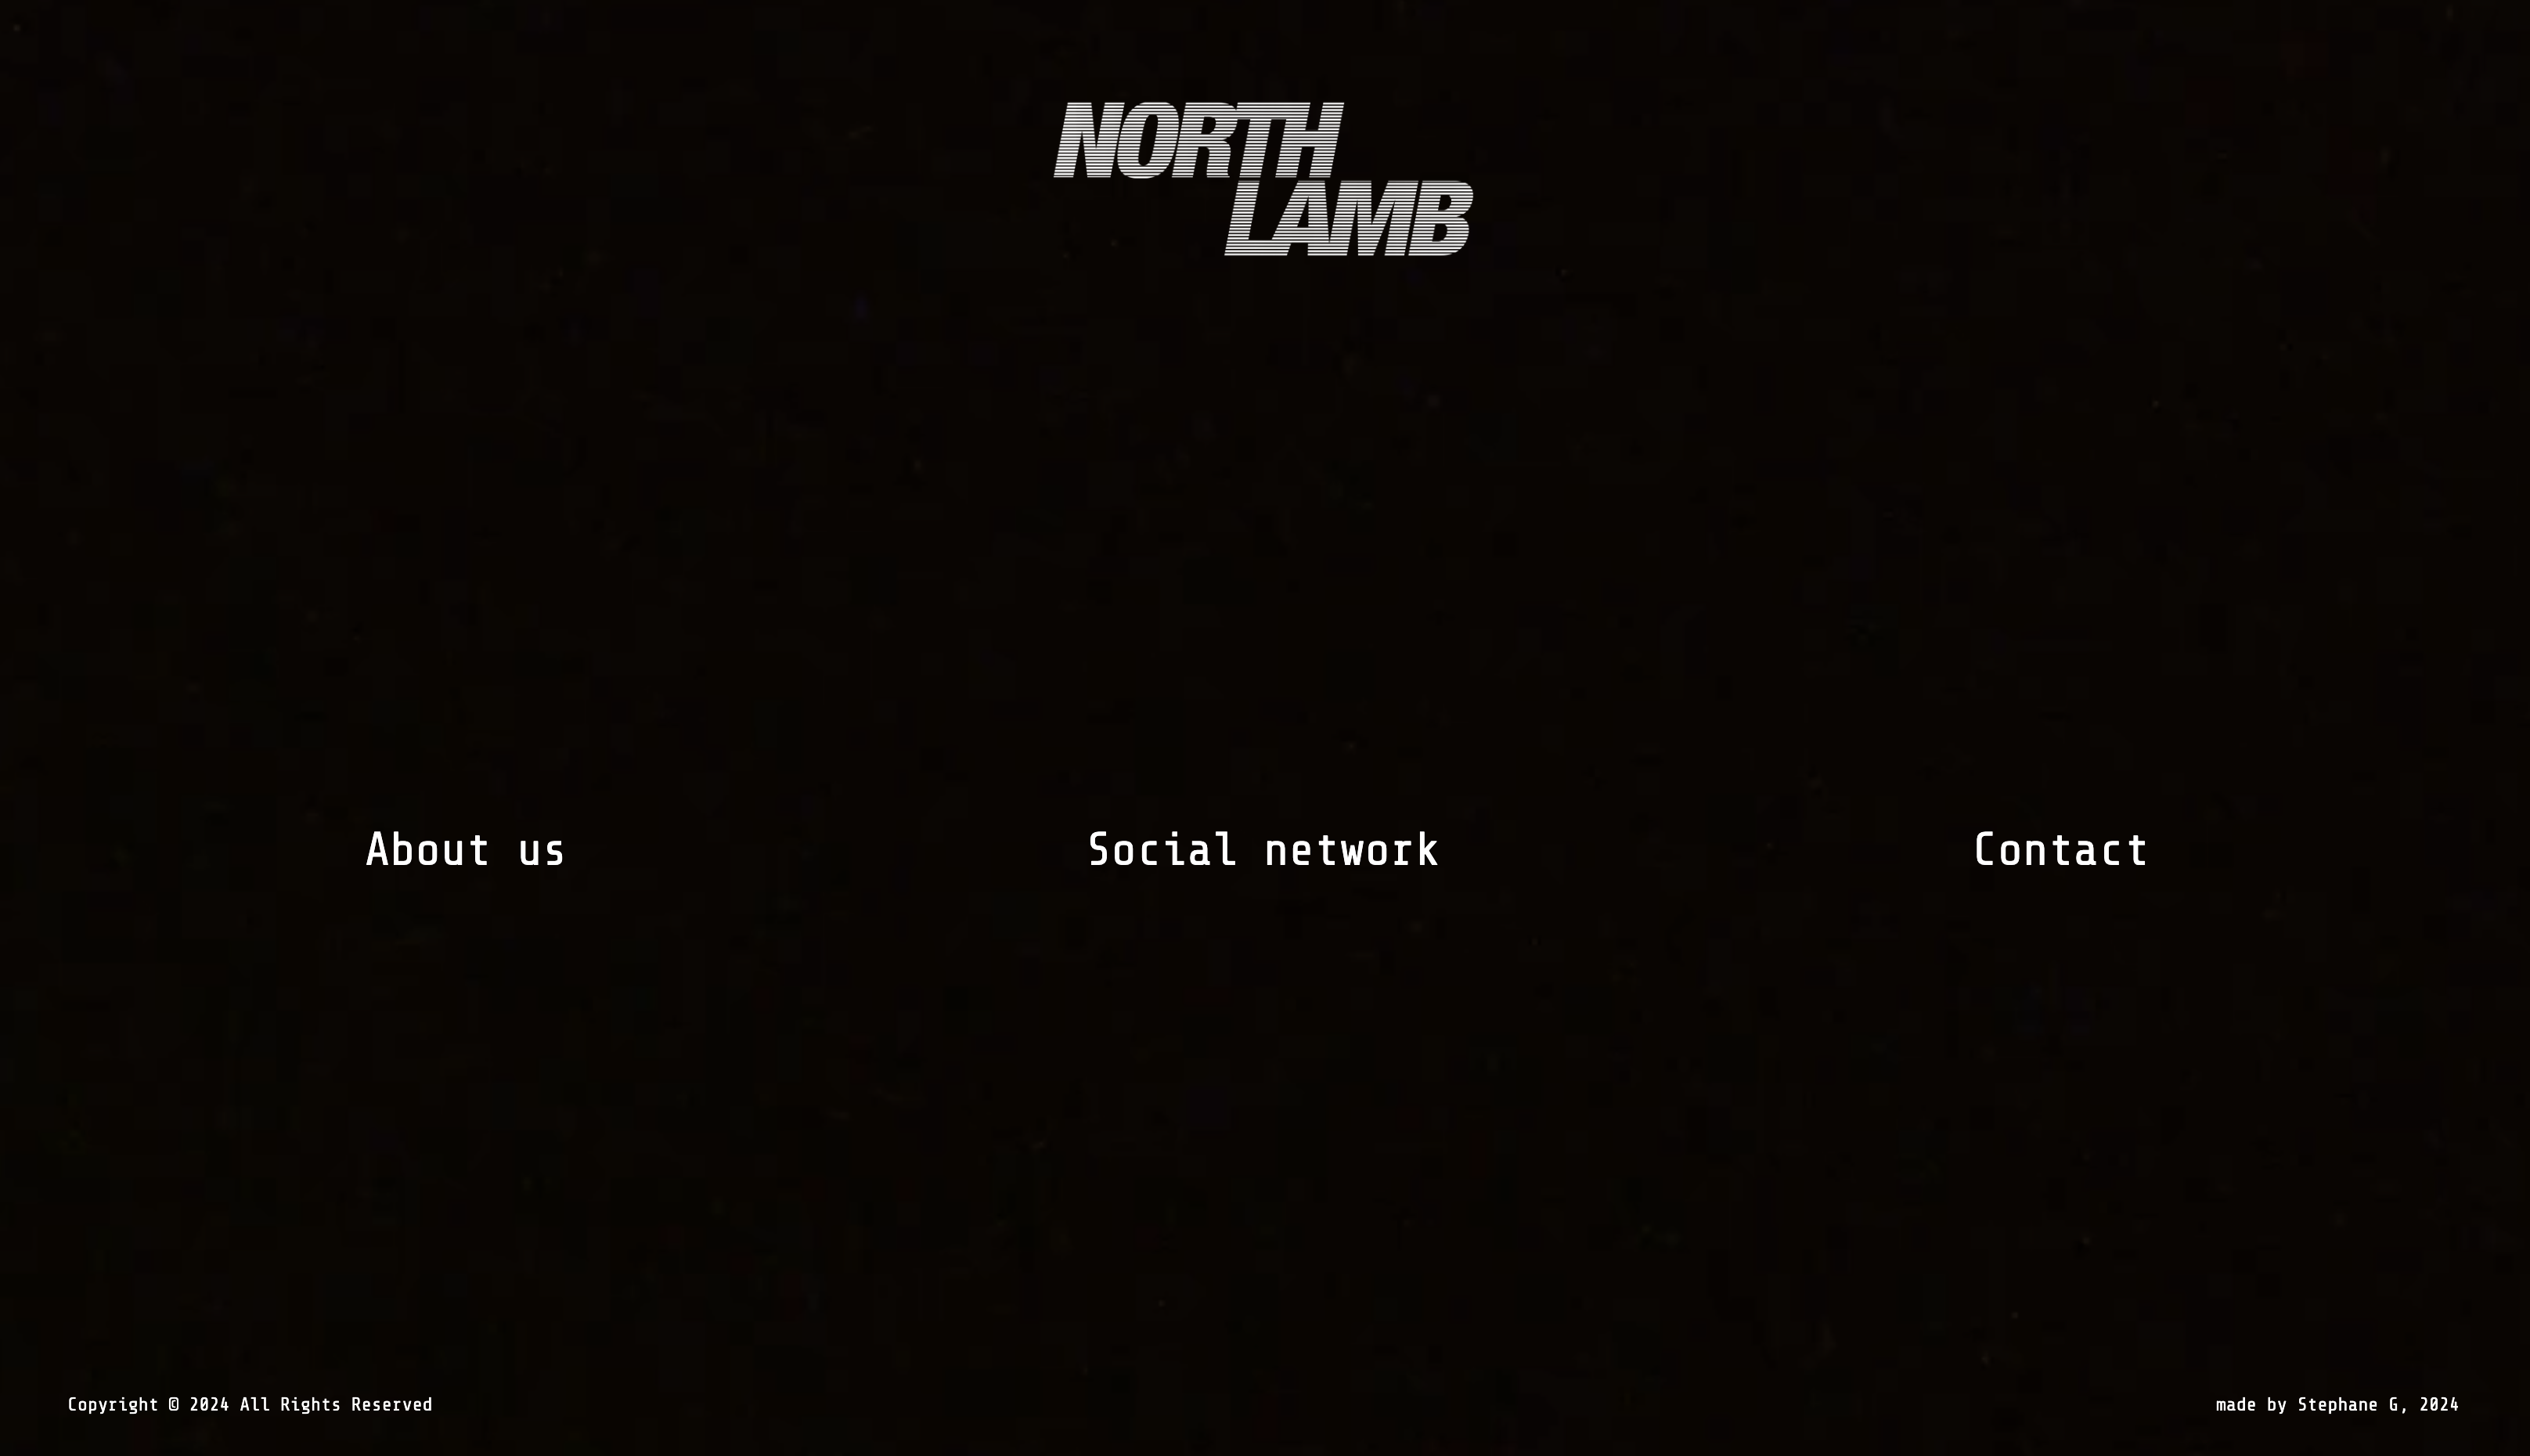 NORTH
LAMB
About us
Social network
Contact
Copyright © 2024 All Rights Reserved
made by Stephane G, 2024